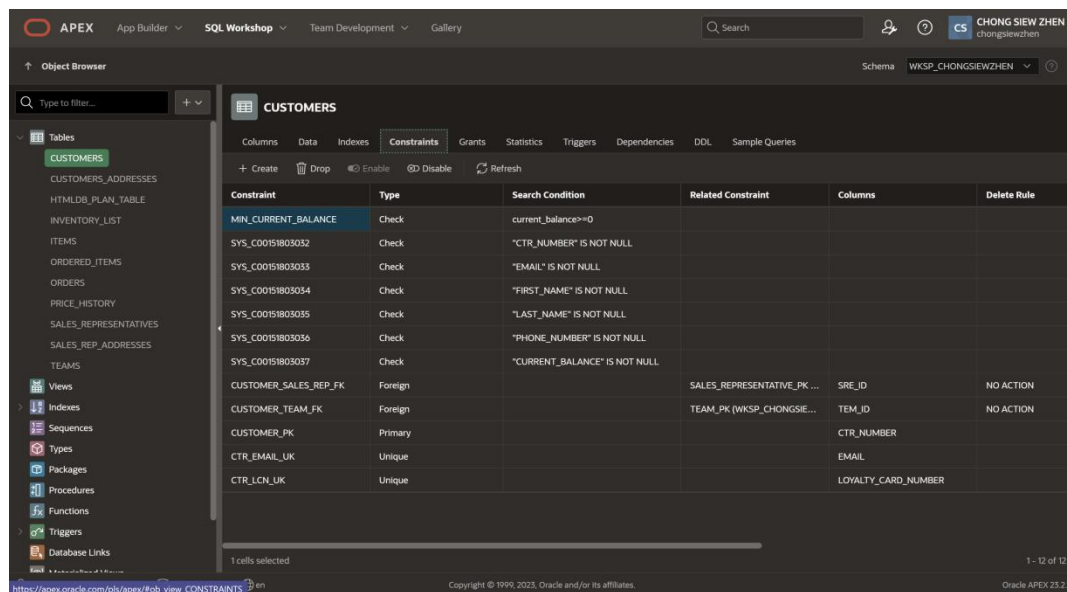 APEX App Builder SQL Workshop Team Development Gallery Search CS CHONG SIEW ZHEN
chongsiewzhen
Object Browser Schema WKSP_CHONGSIEWZHEN
Type to filter...
CUSTOMERS
Columns Data Indexes Constraints Grants Statistics Triggers Dependencies DDL Sample Queries
+ Create Drop Enable Disable Refresh
Tables
CUSTOMERS
CUSTOMERS_ADDRESSES
HTMLDB_PLAN_TABLE
INVENTORY_LIST
ITEMS
ORDERED_ITEMS
ORDERS
PRICE_HISTORY
SALES_REPRESENTATIVES
SALES_REP_ADDRESSES
TEAMS
Views
Indexes
Sequences
Types
Packages
Procedures
Functions
Triggers
Database Links
Constraint Type Search Condition Related Constraint Columns Delete Rule
MIN_CURRENT_BALANCE Check current_balance>=0
SYS_C00151803032 Check "CTR_NUMBER" IS NOT NULL
SYS_C00151803033 Check "EMAIL" IS NOT NULL
SYS_C00151803034 Check "FIRST_NAME" IS NOT NULL
SYS_C00151803035 Check "LAST_NAME" IS NOT NULL
SYS_C00151803036 Check "PHONE_NUMBER" IS NOT NULL
SYS_C00151803037 Check "CURRENT_BALANCE" IS NOT NULL
CUSTOMER_SALES_REP_FK Foreign SALES_REPRESENTATIVE_PK ... SRE_ID NO ACTION
CUSTOMER_TEAM_FK Foreign TEAM_PK (WKSP_CHONGSIE... TEM_ID NO ACTION
CUSTOMER_PK Primary CTR_NUMBER
CTR_EMAIL_UK Unique EMAIL
CTR_LCN_UK Unique LOYALTY_CARD_NUMBER
1 cells selected 1 - 12 of 12
https://apex.oracle.com/pls/apex/#ob_view_CONSTRAINTS en Copyright © 1999, 2023, Oracle and/or its affiliates. Oracle APEX 23.2